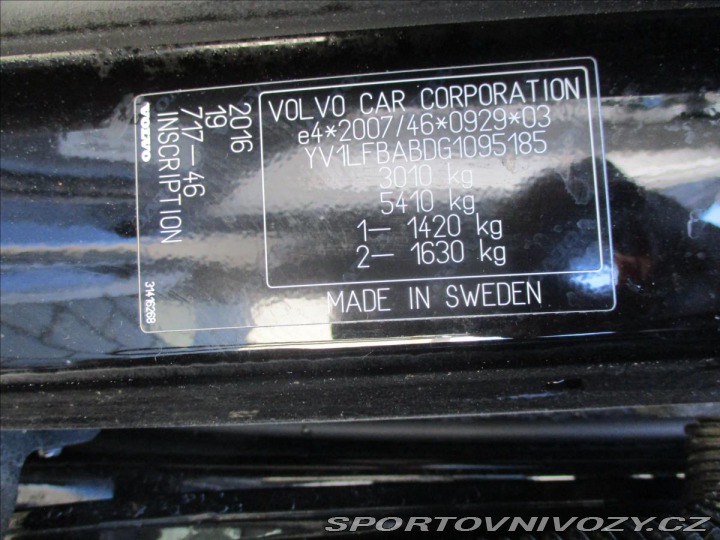 VOLVO
2016
19
717-46
INSCRIPTION
31416268
VOLVO CAR CORPORATION
e4*2007/46*0929*03
YV1LFBABDG1095185
3010 kg
5410 kg
1- 1420 kg
2- 1630 kg
MADE IN SWEDEN
SPORTOVNIVOZY.CZ